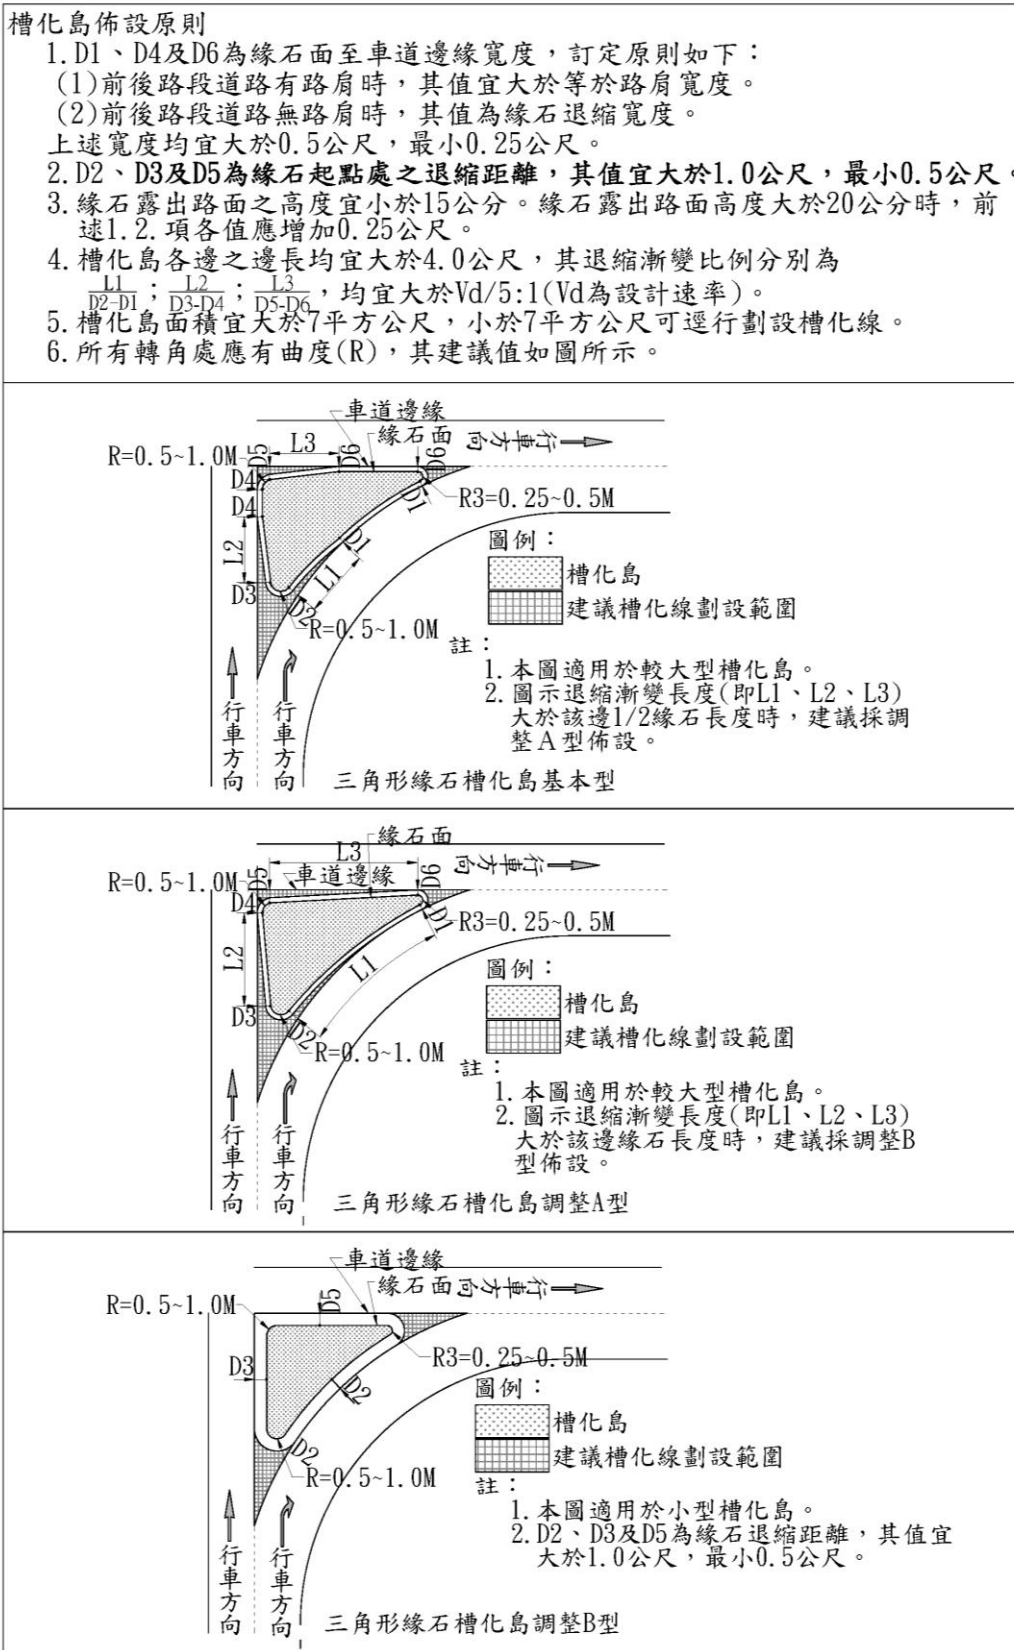 槽化島佈設原則
1.D1、D4及D6為緣石面至車道邊緣寬度，訂定原則如下：
(1)前後路段道路有路肩時，其值宜大於等於路肩寬度。
(2)前後路段道路無路肩時，其值為緣石退縮寬度。
上述寬度均宜大於0.5公尺，最小0.25公尺。
2.D2、D3及D5為緣石起點處之退縮距離，其值宜大於1.0公尺，最小0.5公尺。
3.緣石露出路面之高度宜小於15公分。緣石露出路面高度大於20公分時，前
述1.2.項各值應增加0.25公尺。
4.槽化島各邊之邊長均宜大於4.0公尺，其退縮漸變比例分別為
L1/D2-D1；L2/D3-D4；L3/D5-D6，均宜大於Vd/5:1(Vd為設計速率)。
5.槽化島面積宜大於7平方公尺，小於7平方公尺可逕行劃設槽化線。
6.所有轉角處應有曲度(R)，其建議值如圖所示。
車道邊緣
緣石面
行車方向
R=0.5~1.0M
D5
L3
D6
D6
D4
D4
D1
R3=0.25~0.5M
L2
D1
L1
D3
D2
R=0.5~1.0M
圖例：
槽化島
建議槽化線劃設範圍
註：
1.本圖適用於較大型槽化島。
2.圖示退縮漸變長度(即L1、L2、L3)
大於該邊1/2緣石長度時，建議採調
整A型佈設。
行車方向
行車方向
三角形緣石槽化島基本型
緣石面
L3
行車方向
車道邊緣
R=0.5~1.0M
D5
D6
D4
D1
R3=0.25~0.5M
L2
L1
D3
D2
R=0.5~1.0M
圖例：
槽化島
建議槽化線劃設範圍
註：
1.本圖適用於較大型槽化島。
2.圖示退縮漸變長度(即L1、L2、L3)
大於該邊緣石長度時，建議採調整B
型佈設。
行車方向
行車方向
三角形緣石槽化島調整A型
車道邊緣
緣石面
行車方向
R=0.5~1.0M
D5
R3=0.25~0.5M
D3
D2
D2
R=0.5~1.0M
圖例：
槽化島
建議槽化線劃設範圍
註：
1.本圖適用於小型槽化島。
2.D2、D3及D5為緣石退縮距離，其值宜
大於1.0公尺，最小0.5公尺。
行車方向
行車方向
三角形緣石槽化島調整B型